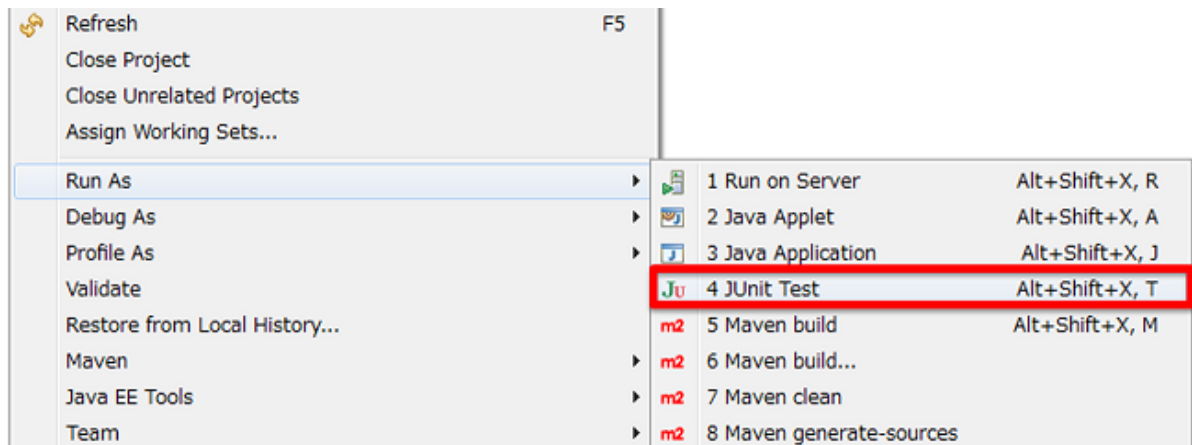 Refresh F5
Close Project
Close Unrelated Projects
Assign Working Sets...
Run As
Debug As
Profile As
Validate
Restore from Local History...
Maven
Java EE Tools
Team
1 Run on Server Alt+Shift+X, R
2 Java Applet Alt+Shift+X, A
3 Java Application Alt+Shift+X, J
Ju 4 JUnit Test Alt+Shift+X, T
m2 5 Maven build Alt+Shift+X, M
m2 6 Maven build...
m2 7 Maven clean
m2 8 Maven generate-sources